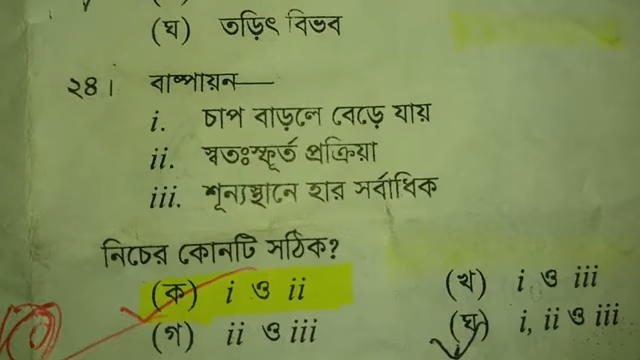 (ঘ) তড়িৎ বিভব
২৪। বাষ্পায়ন—
i. চাপ বাড়লে বেড়ে যায়
ii. স্বতঃস্ফূর্ত প্রক্রিয়া
iii. শূন্যস্থানে হার সর্বাধিক
নিচের কোনটি সঠিক?
(ক) i ও ii (খ) i ও iii
(গ) ii ও iii (ঘ) i, ii ও iii